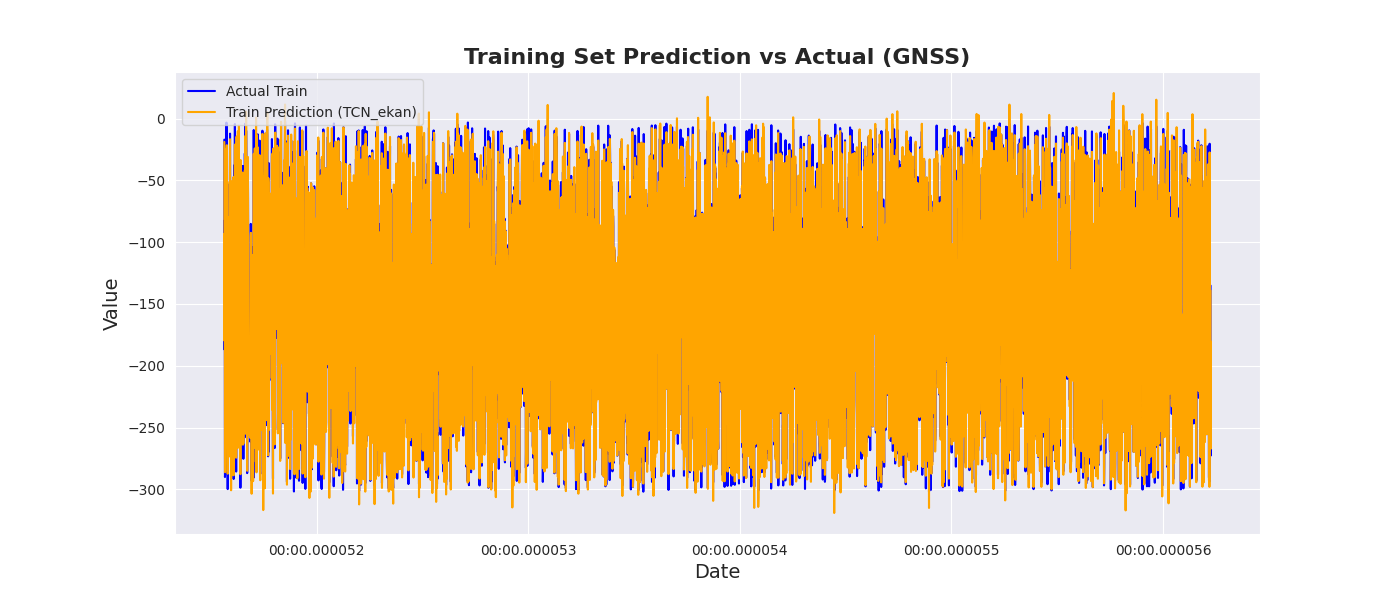 Training Set Prediction vs Actual (GNSS)
Actual Train
Train Prediction (TCN_ekan)
Value
0
−50
−100
−150
−200
−250
−300
00:00.000052 00:00.000053 00:00.000054 00:00.000055 00:00.000056
Date